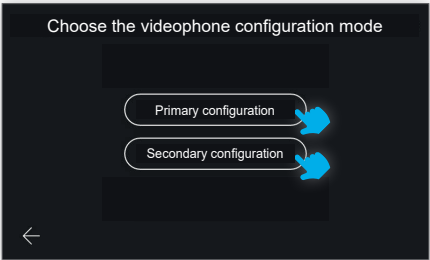 Choose the videophone configuration mode
Primary configuration
Secondary configuration